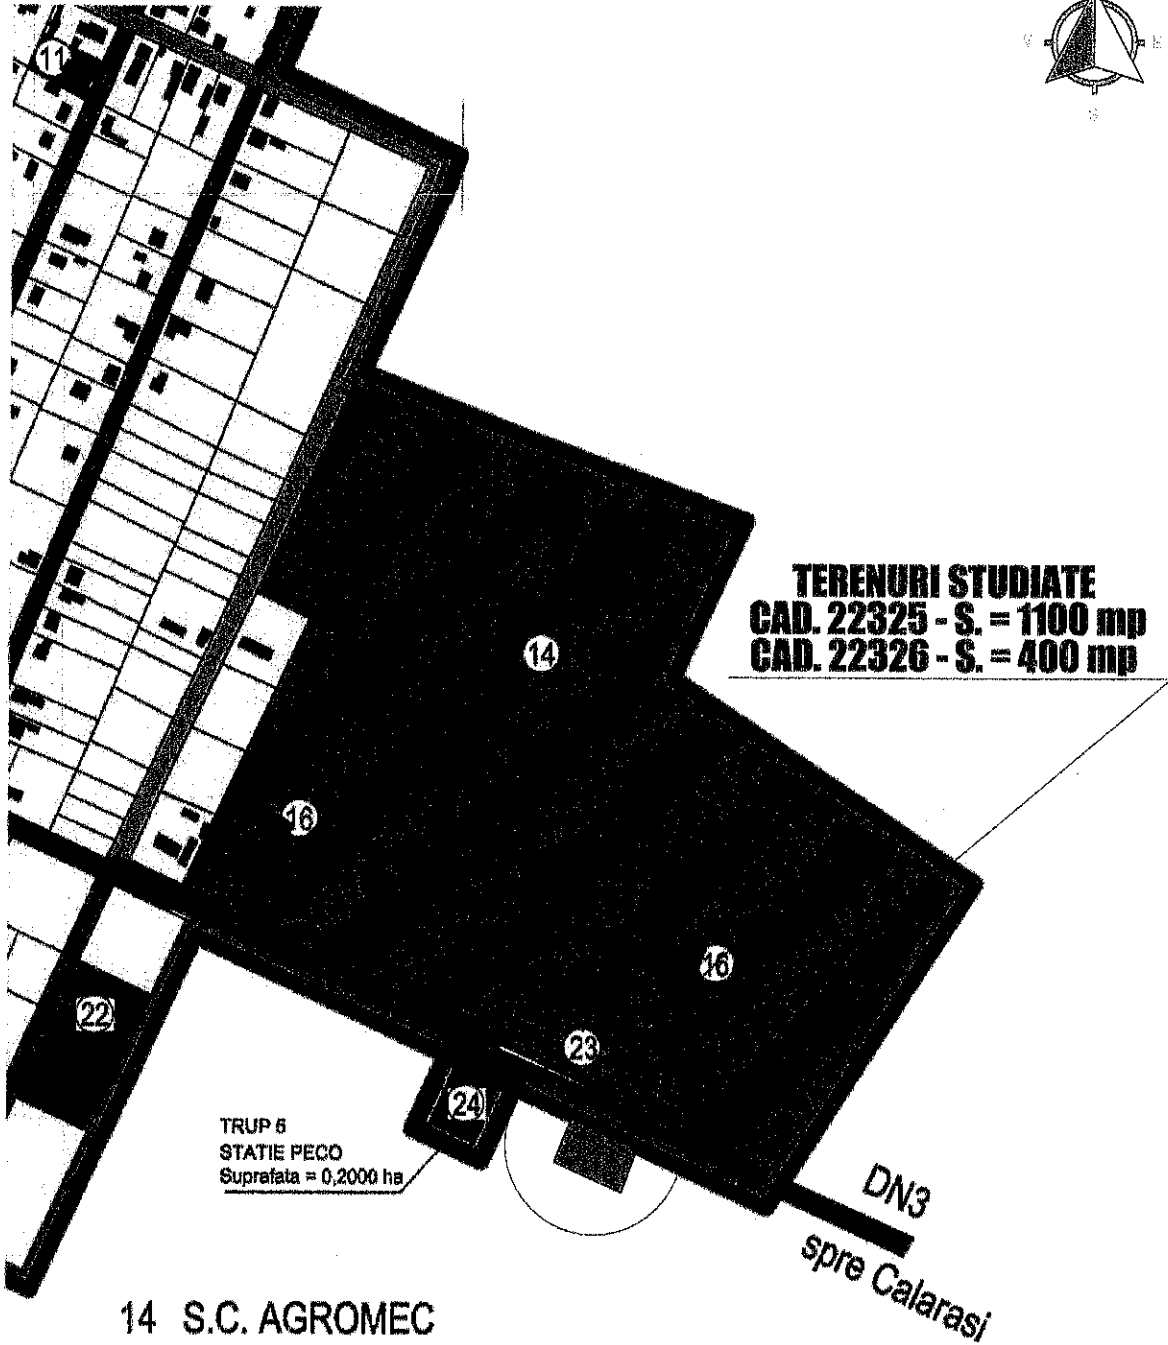 11
V
E
S
TERENURI STUDIATE
CAD. 22325 - S. = 1100 mp
CAD. 22326 - S. = 400 mp
14
16
16
22
23
24
TRUP 6
STATIE PECO
Suprafata = 0,2000 ha
DN3
spre Calarasi
14 S.C. AGROMEC